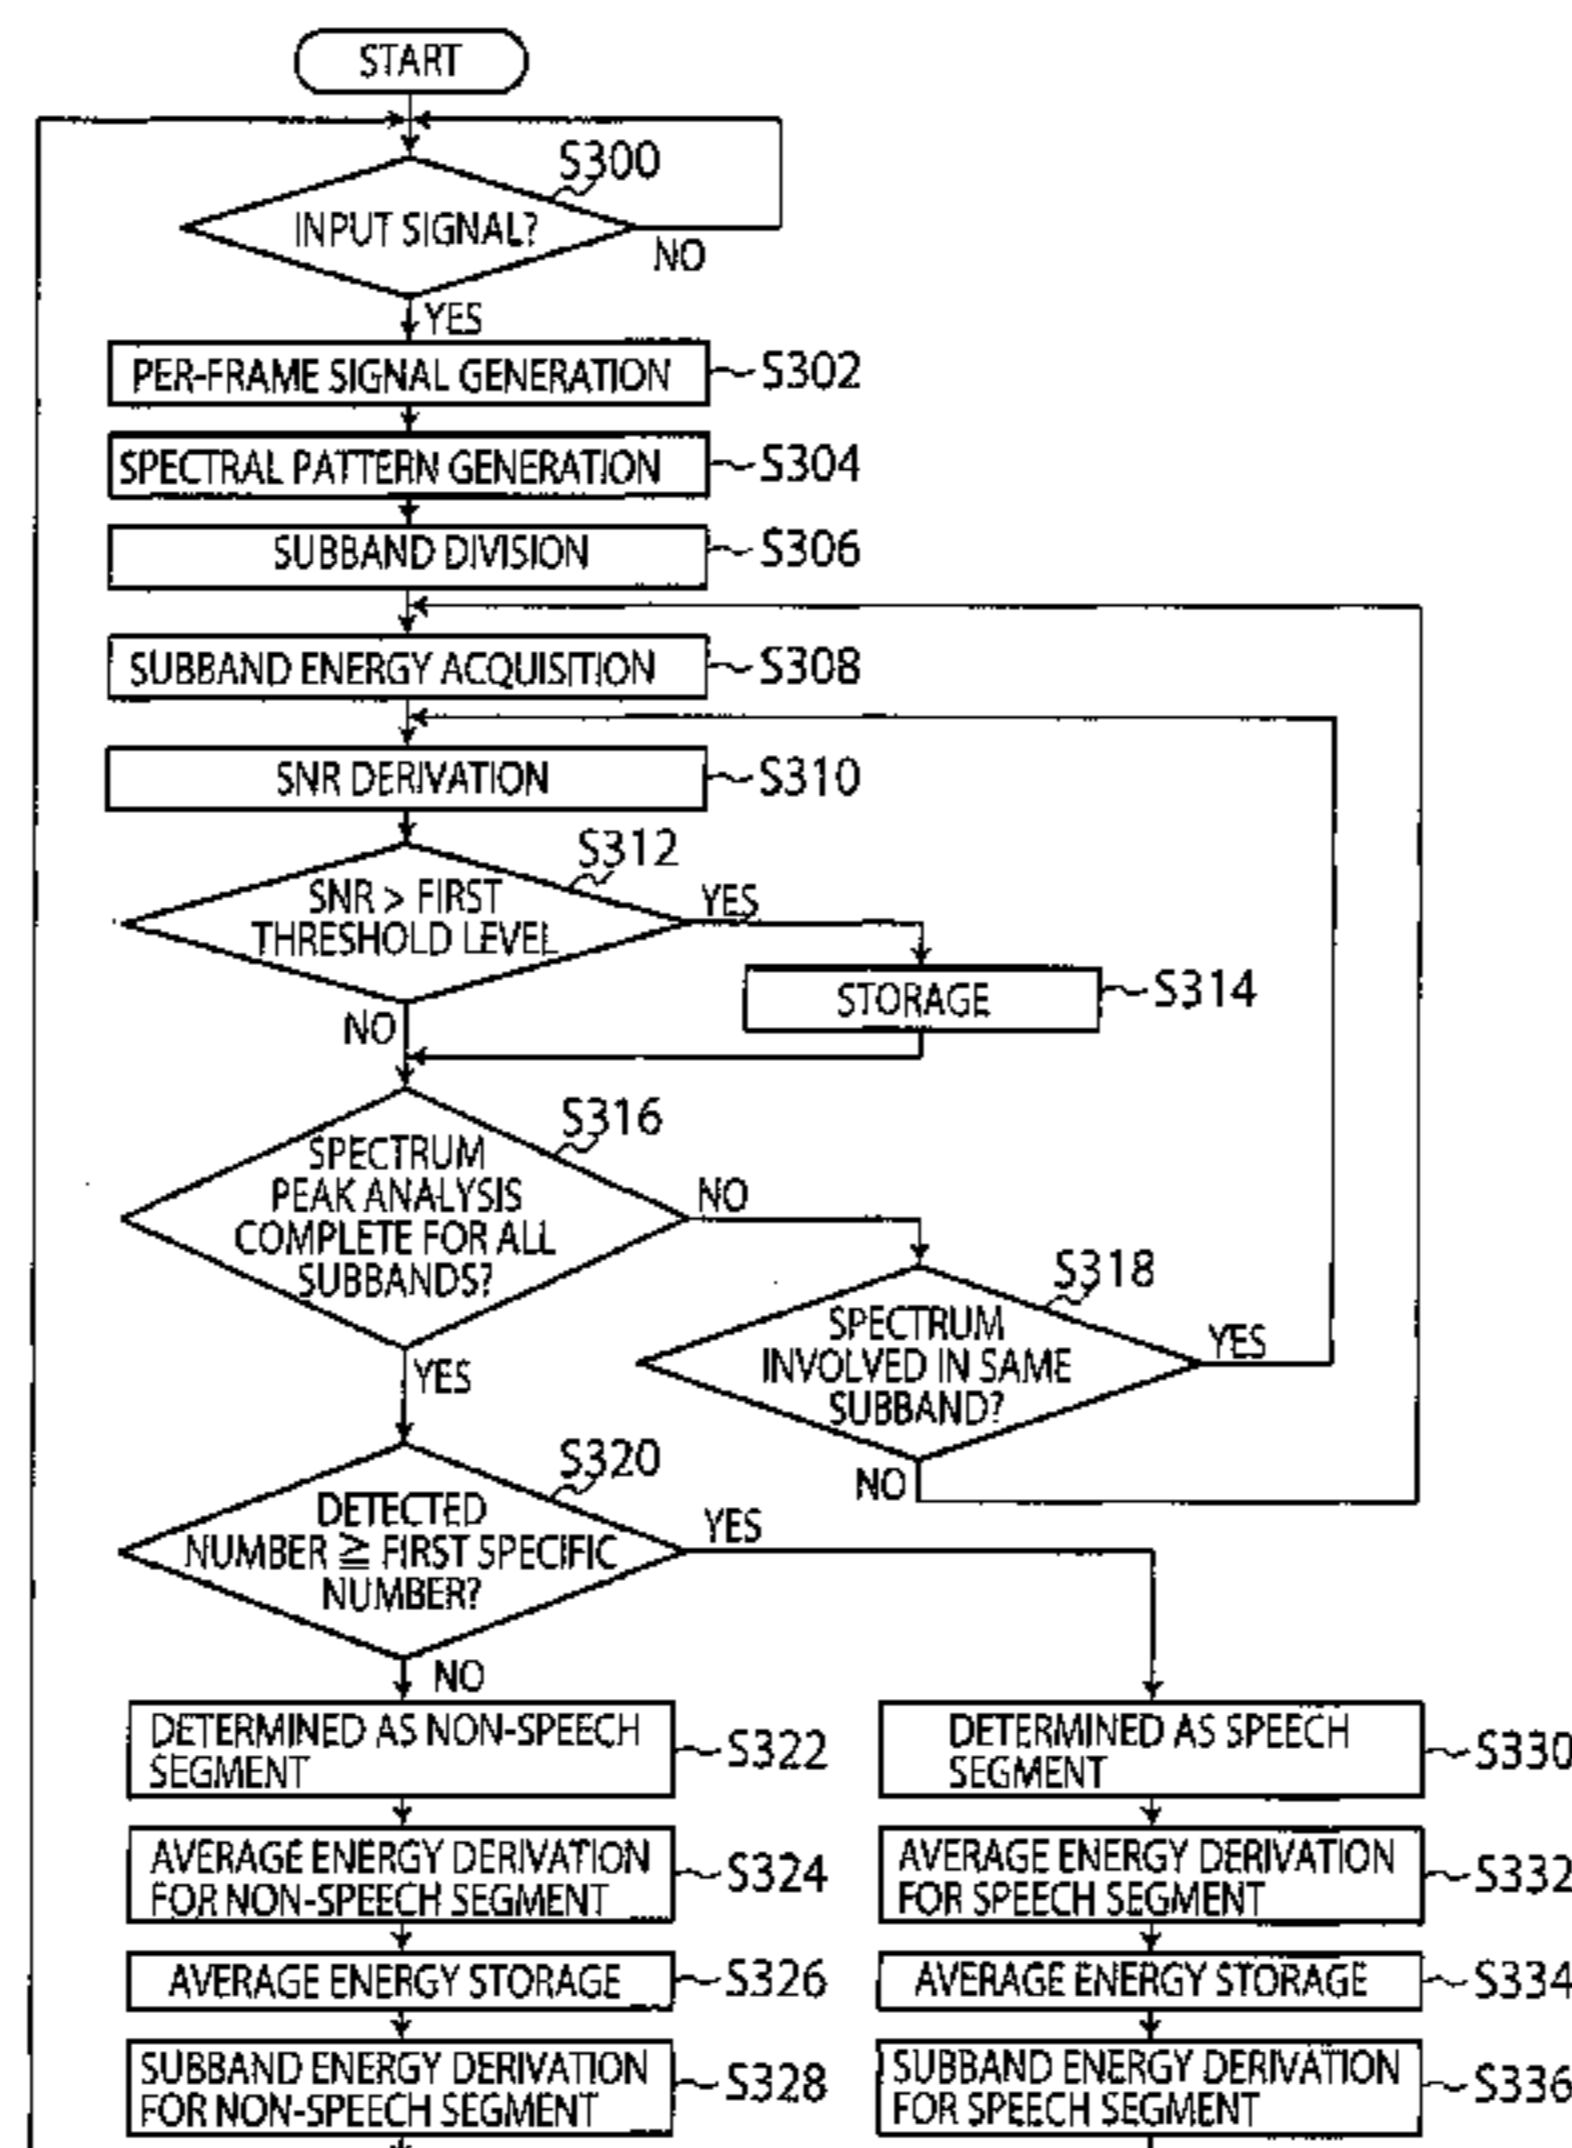 START
S300
INPUT SIGNAL?
NO
YES
PER-FRAME SIGNAL GENERATION
S302
SPECTRAL PATTERN GENERATION
S304
SUBBAND DIVISION
S306
SUBBAND ENERGY ACQUISITION
S308
SNR DERIVATION
S310
S312
SNR > FIRST
THRESHOLD LEVEL
YES
STORAGE
S314
NO
S316
SPECTRUM
PEAK ANALYSIS
COMPLETE FOR ALL
SUBBANDS?
NO
S318
SPECTRUM
INVOLVED IN SAME
SUBBAND?
YES
NO
YES
S320
DETECTED
NUMBER ≧ FIRST SPECIFIC
NUMBER?
YES
NO
DETERMINED AS NON-SPEECH
SEGMENT
S322
DETERMINED AS SPEECH
SEGMENT
S330
AVERAGE ENERGY DERIVATION
FOR NON-SPEECH SEGMENT
S324
AVERAGE ENERGY DERIVATION
FOR SPEECH SEGMENT
S332
AVERAGE ENERGY STORAGE
S326
AVERAGE ENERGY STORAGE
S334
SUBBAND ENERGY DERIVATION
FOR NON-SPEECH SEGMENT
S328
SUBBAND ENERGY DERIVATION
FOR SPEECH SEGMENT
S336